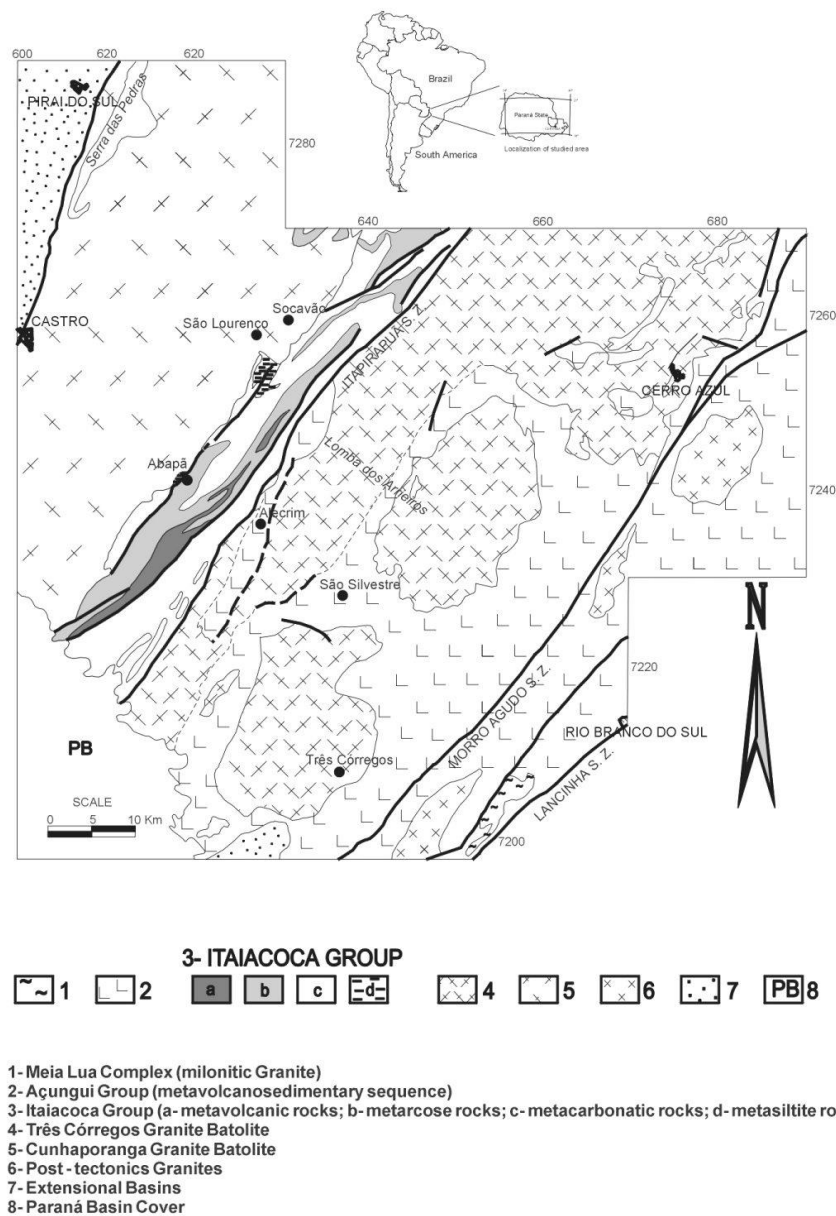 600 620 620
Brazil
Paraná State
South America
Localization of studied area
PIRAI DO SUL
Serra das Pedras
7280
640 660 680
Socavão
São Lourenço
CASTRO
ITAPIRAPUÃ S. Z.
7260
CERRO AZUL
Abapã
Lomba dos Arneiros
7240
Alecrim
São Silvestre
N
7220
MORRO AGUDO S. Z.
RIO BRANCO DO SUL
PB
Três Córregos
LANCINHA S. Z.
SCALE
0 5 10 Km
7200
3- ITAIACOCA GROUP
1 2 a b c d 4 5 6 7 PB 8
1- Meia Lua Complex (milonitic Granite)
2- Açungui Group (metavolcanosedimentary sequence)
3- Itaiacoca Group (a- metavolcanic rocks; b- metarcose rocks; c- metacarbonatic rocks; d- metasiltite ro
4- Três Córregos Granite Batolite
5- Cunhaporanga Granite Batolite
6- Post - tectonics Granites
7- Extensional Basins
8- Paraná Basin Cover